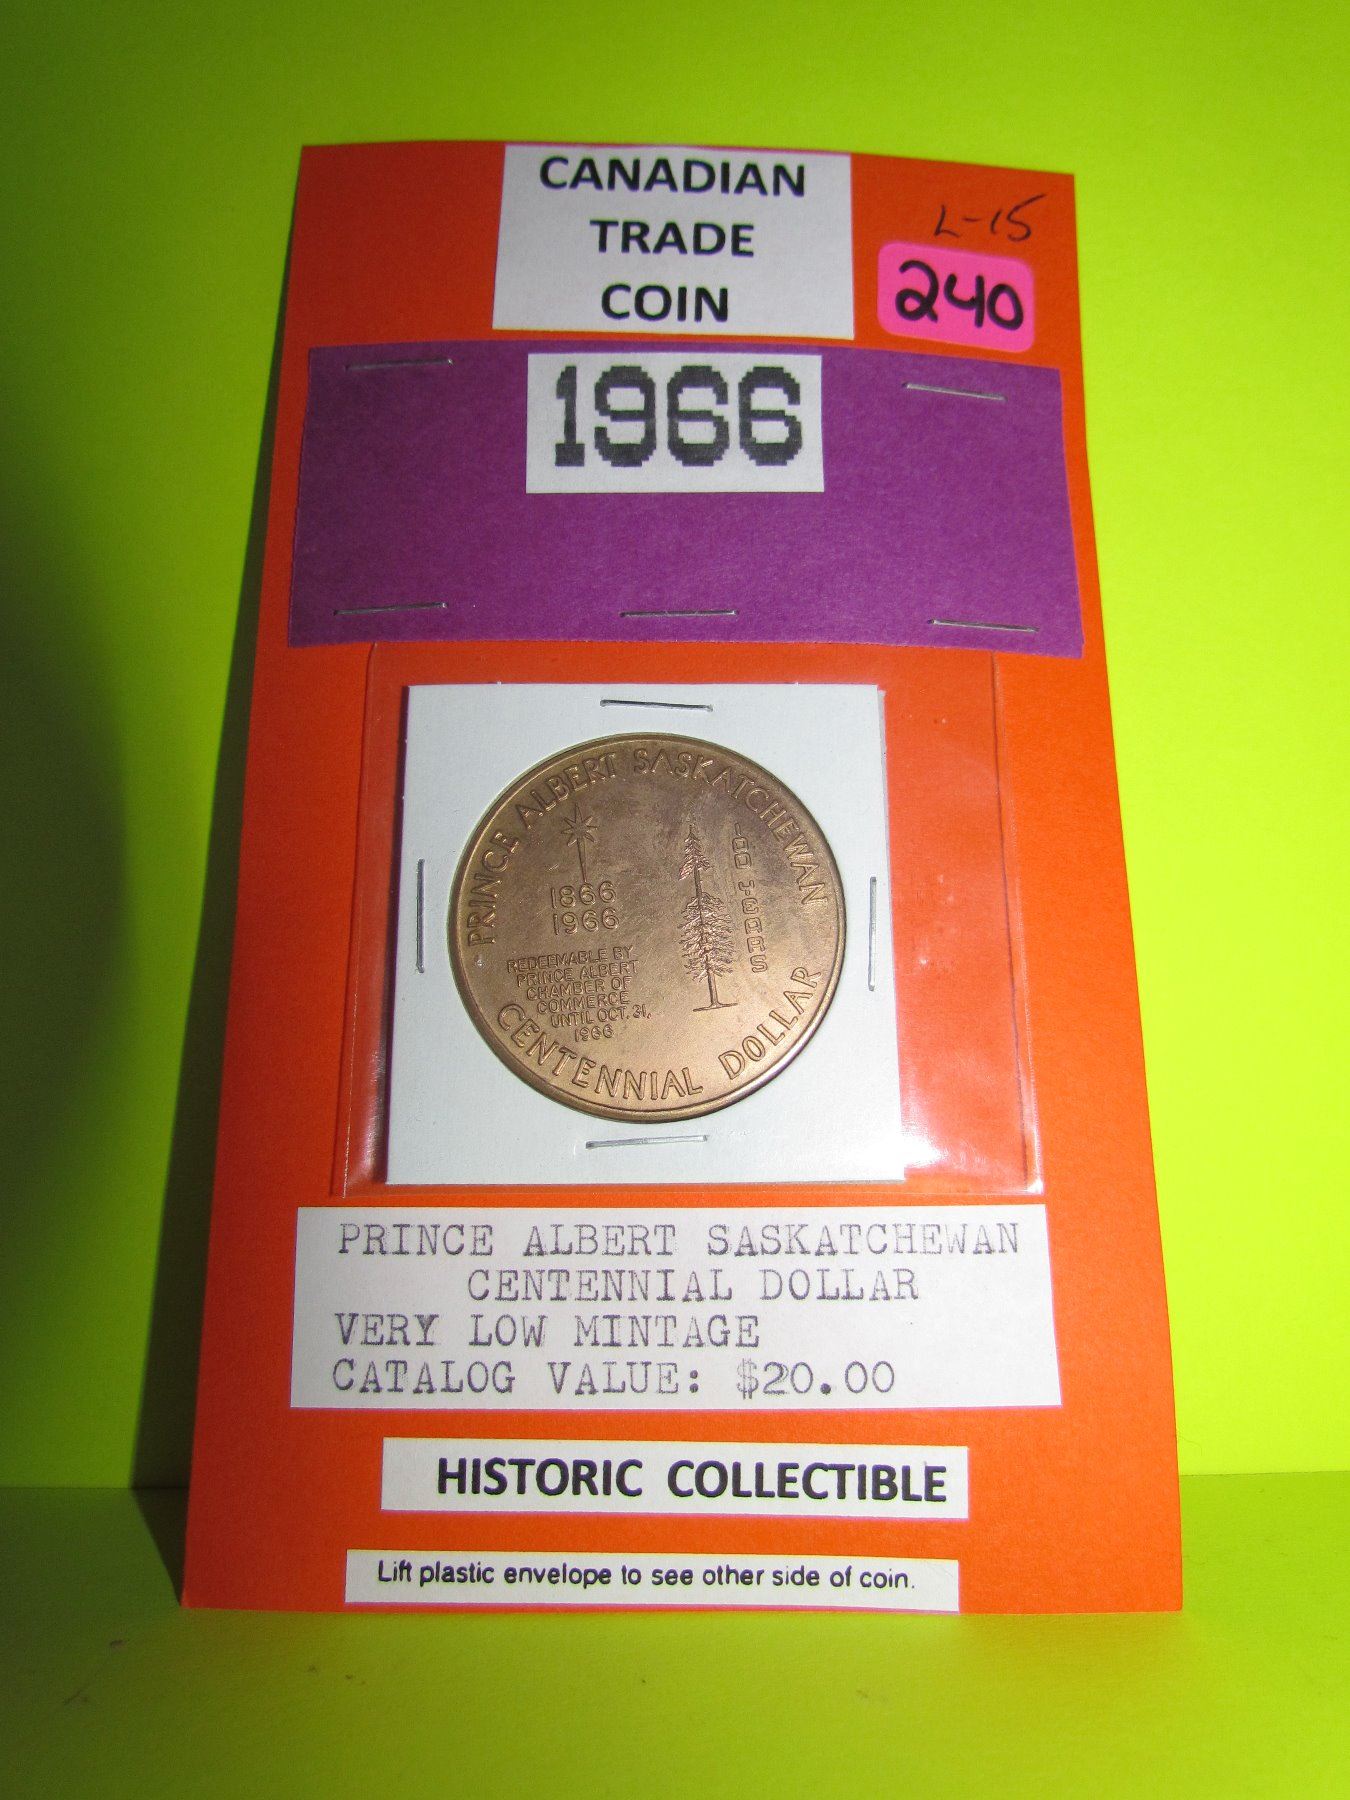 CANADIAN
TRADE
COIN
L-15
240
1966
PRINCE ALBERT SASKATCHEWAN
1866
1966
100 YEARS
REDEEMABLE BY
PRINCE ALBERT
CHAMBER OF
COMMERCE
UNTIL OCT. 31,
1966
CENTENNIAL DOLLAR
PRINCE ALBERT SASKATCHEWAN
CENTENNIAL DOLLAR
VERY LOW MINTAGE
CATALOG VALUE: $20.00
HISTORIC COLLECTIBLE
Lift plastic envelope to see other side of coin.